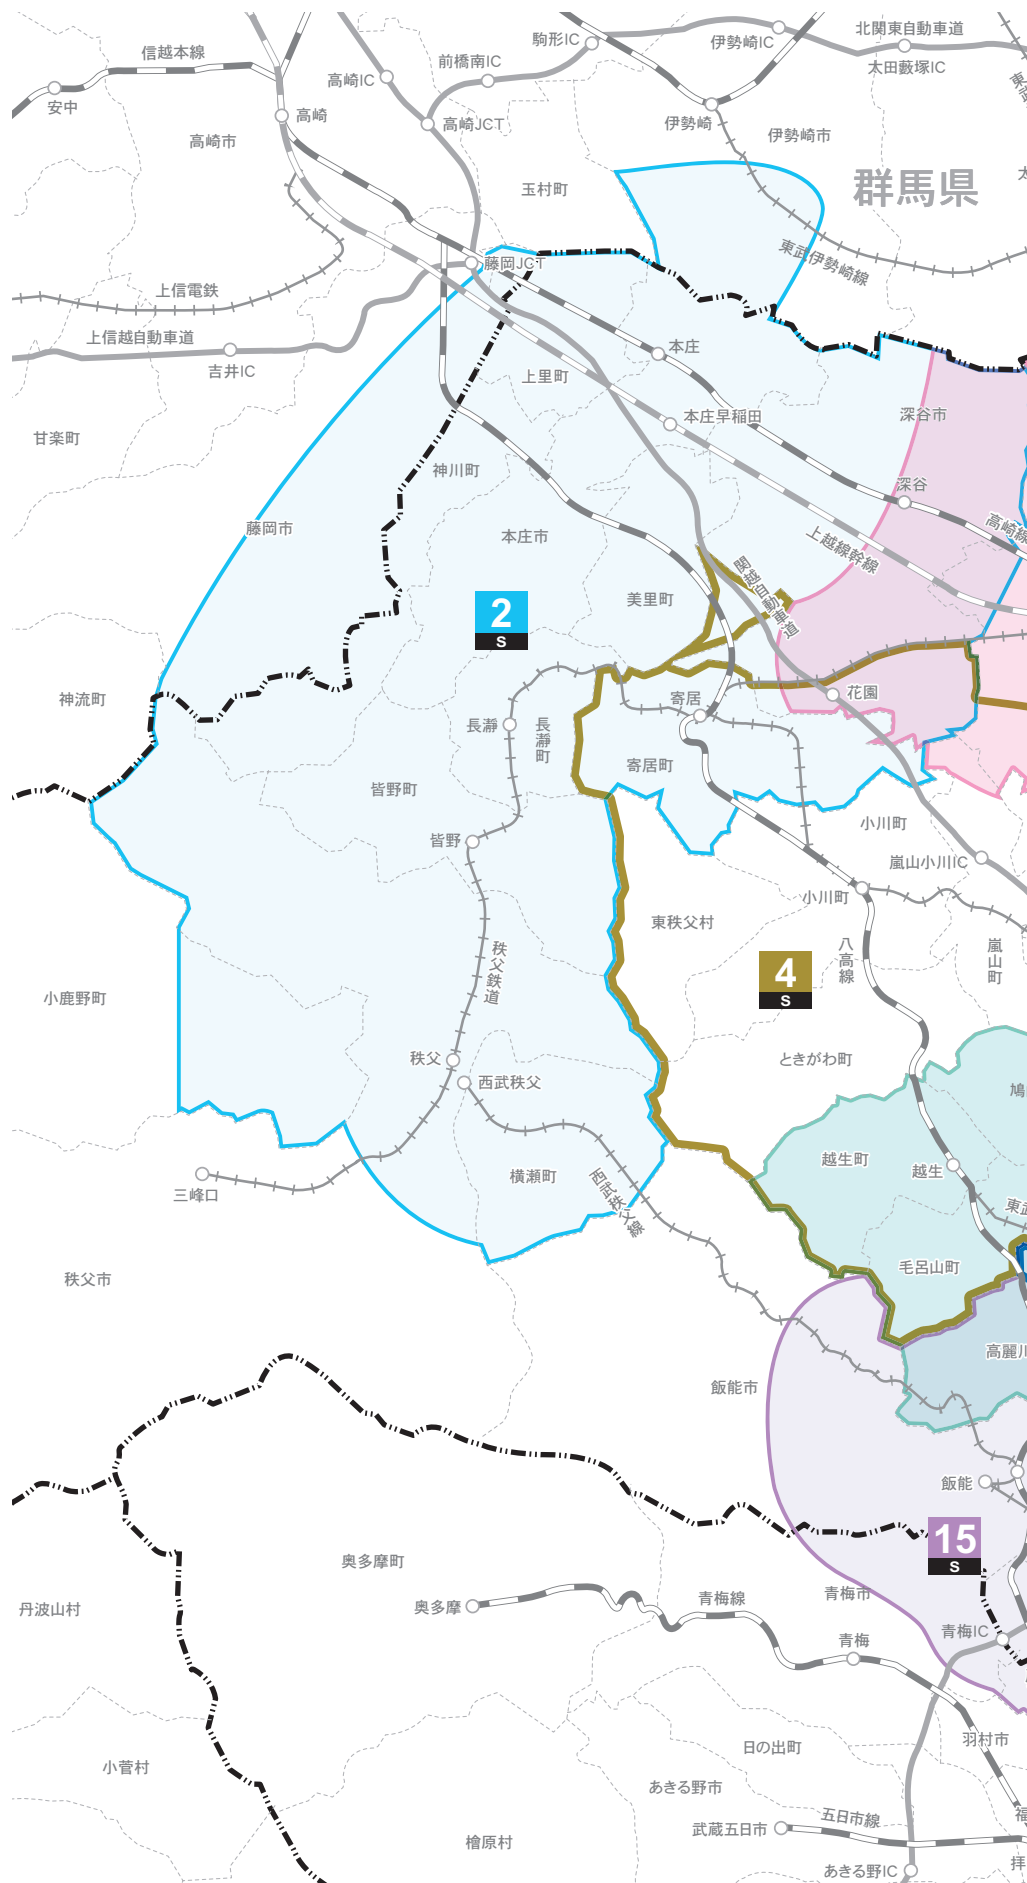 信越本線
駒形IC
伊勢崎IC
北関東自動車道
前橋南IC
太田藪塚IC
高崎IC
安中
高崎
高崎JCT
伊勢崎
伊勢崎市
高崎市
玉村町
群馬県
東武伊勢崎線
藤岡JCT
上信電鉄
上信越自動車道
吉井IC
上里町
本庄
甘楽町
本庄早稲田
深谷市
神川町
深谷
藤岡市
本庄市
高崎線
上越線幹線
関越自動車道
美里町
2
S
神流町
長瀞
長瀞町
寄居
花園
寄居町
皆野町
小川町
皆野
嵐山小川IC
小川町
東秩父村
八高線
嵐山町
秩父鉄道
4
S
小鹿野町
秩父
ときがわ町
西武秩父
鳩
越生町
越生
横瀬町
三峰口
西武秩父線
東武
毛呂山町
秩父市
高麗川
飯能市
飯能
15
S
奥多摩町
丹波山村
奥多摩
青梅線
青梅市
青梅IC
青梅
羽村市
日の出町
小菅村
あきる野市
福
武蔵五日市
五日市線
檜原村
拝
あきる野IC